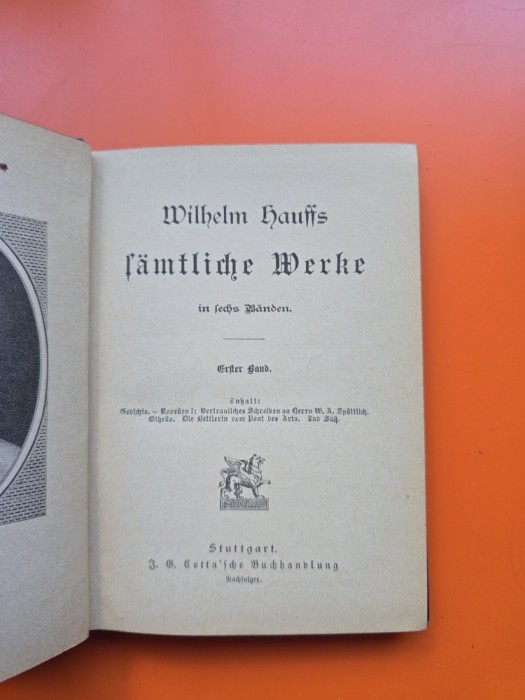 Wilhelm Hauffs
sämtliche Werke
in sechs Bänden.
Erster Band.
Inhalt:
Gedichte. — Novellen I: Vertrauliches Schreiben an Herrn W. A. Spöttlich.
Othello. Die Bettlerin vom Pont des Arts. Jud Süß.
Stuttgart.
J. G. Cotta'sche Buchhandlung
Nachfolger.